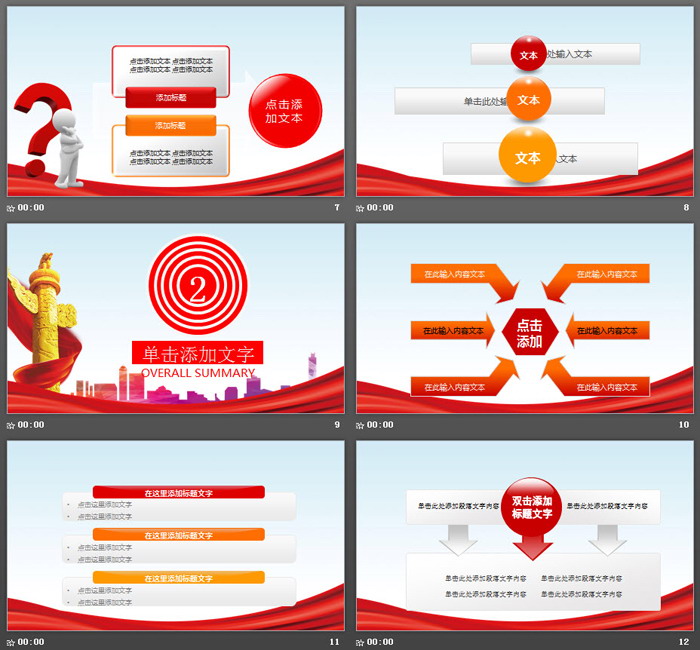 点击添加文本 点击添加文本
点击添加文本 点击添加文本
添加标题
添加标题
点击添加文本 点击添加文本
点击添加文本 点击添加文本
点击添
加文本
00:00
7
文本
处输入文本
单击此处输
文本
文本
入文本
00:00
8
2
单击添加文字
OVERALL SUMMARY
00:00
9
在此输入内容文本
在此输入内容文本
在此输入内容文本
点击
添加
在此输入内容文本
在此输入内容文本
在此输入内容文本
00:00
10
在这里添加标题文字
• 点击这里添加文字
• 点击这里添加文字
在这里添加标题文字
• 点击这里添加文字
• 点击这里添加文字
在这里添加标题文字
• 点击这里添加文字
• 点击这里添加文字
00:00
11
单击此处添加段落文字内容
双击添加
标题文字
单击此处添加段落文字内容
单击此处添加段落文字内容 单击此处添加段落文字内容
单击此处添加段落文字内容 单击此处添加段落文字内容
00:00
12